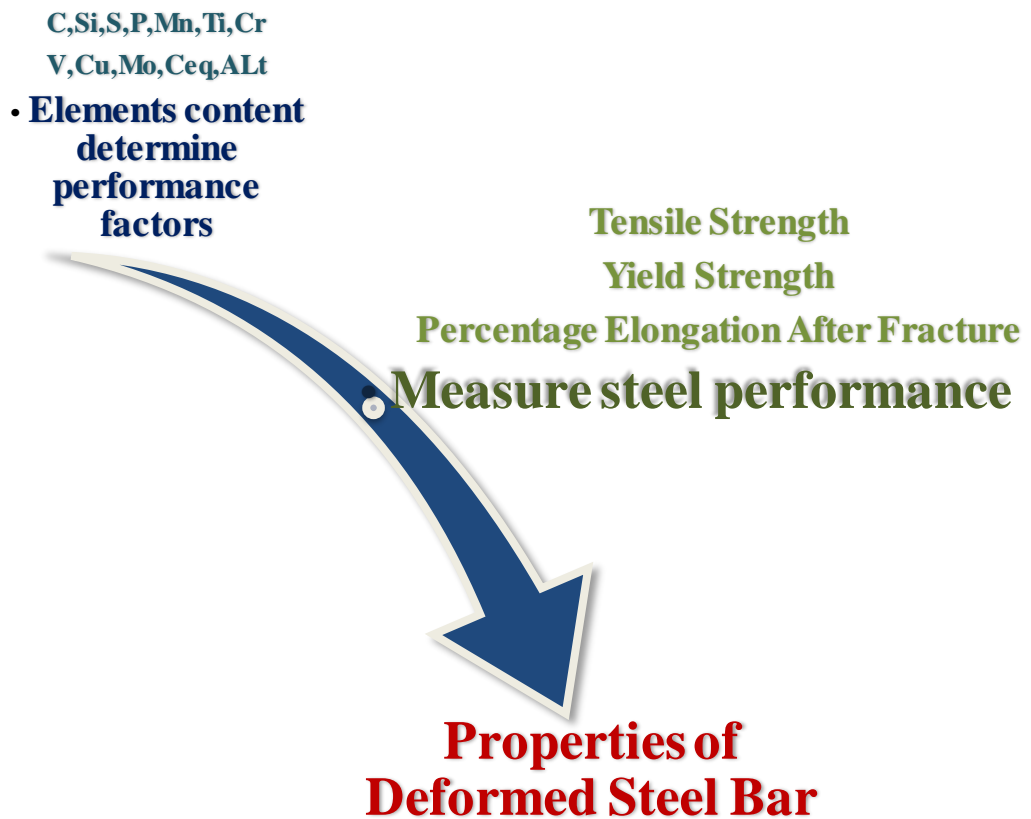 C,Si,S,P,Mn,Ti,Cr
V,Cu,Mo,Ceq,ALt
• Elements content
determine
performance
factors
Tensile Strength
Yield Strength
Percentage Elongation After Fracture
Measure steel performance
Properties of
Deformed Steel Bar